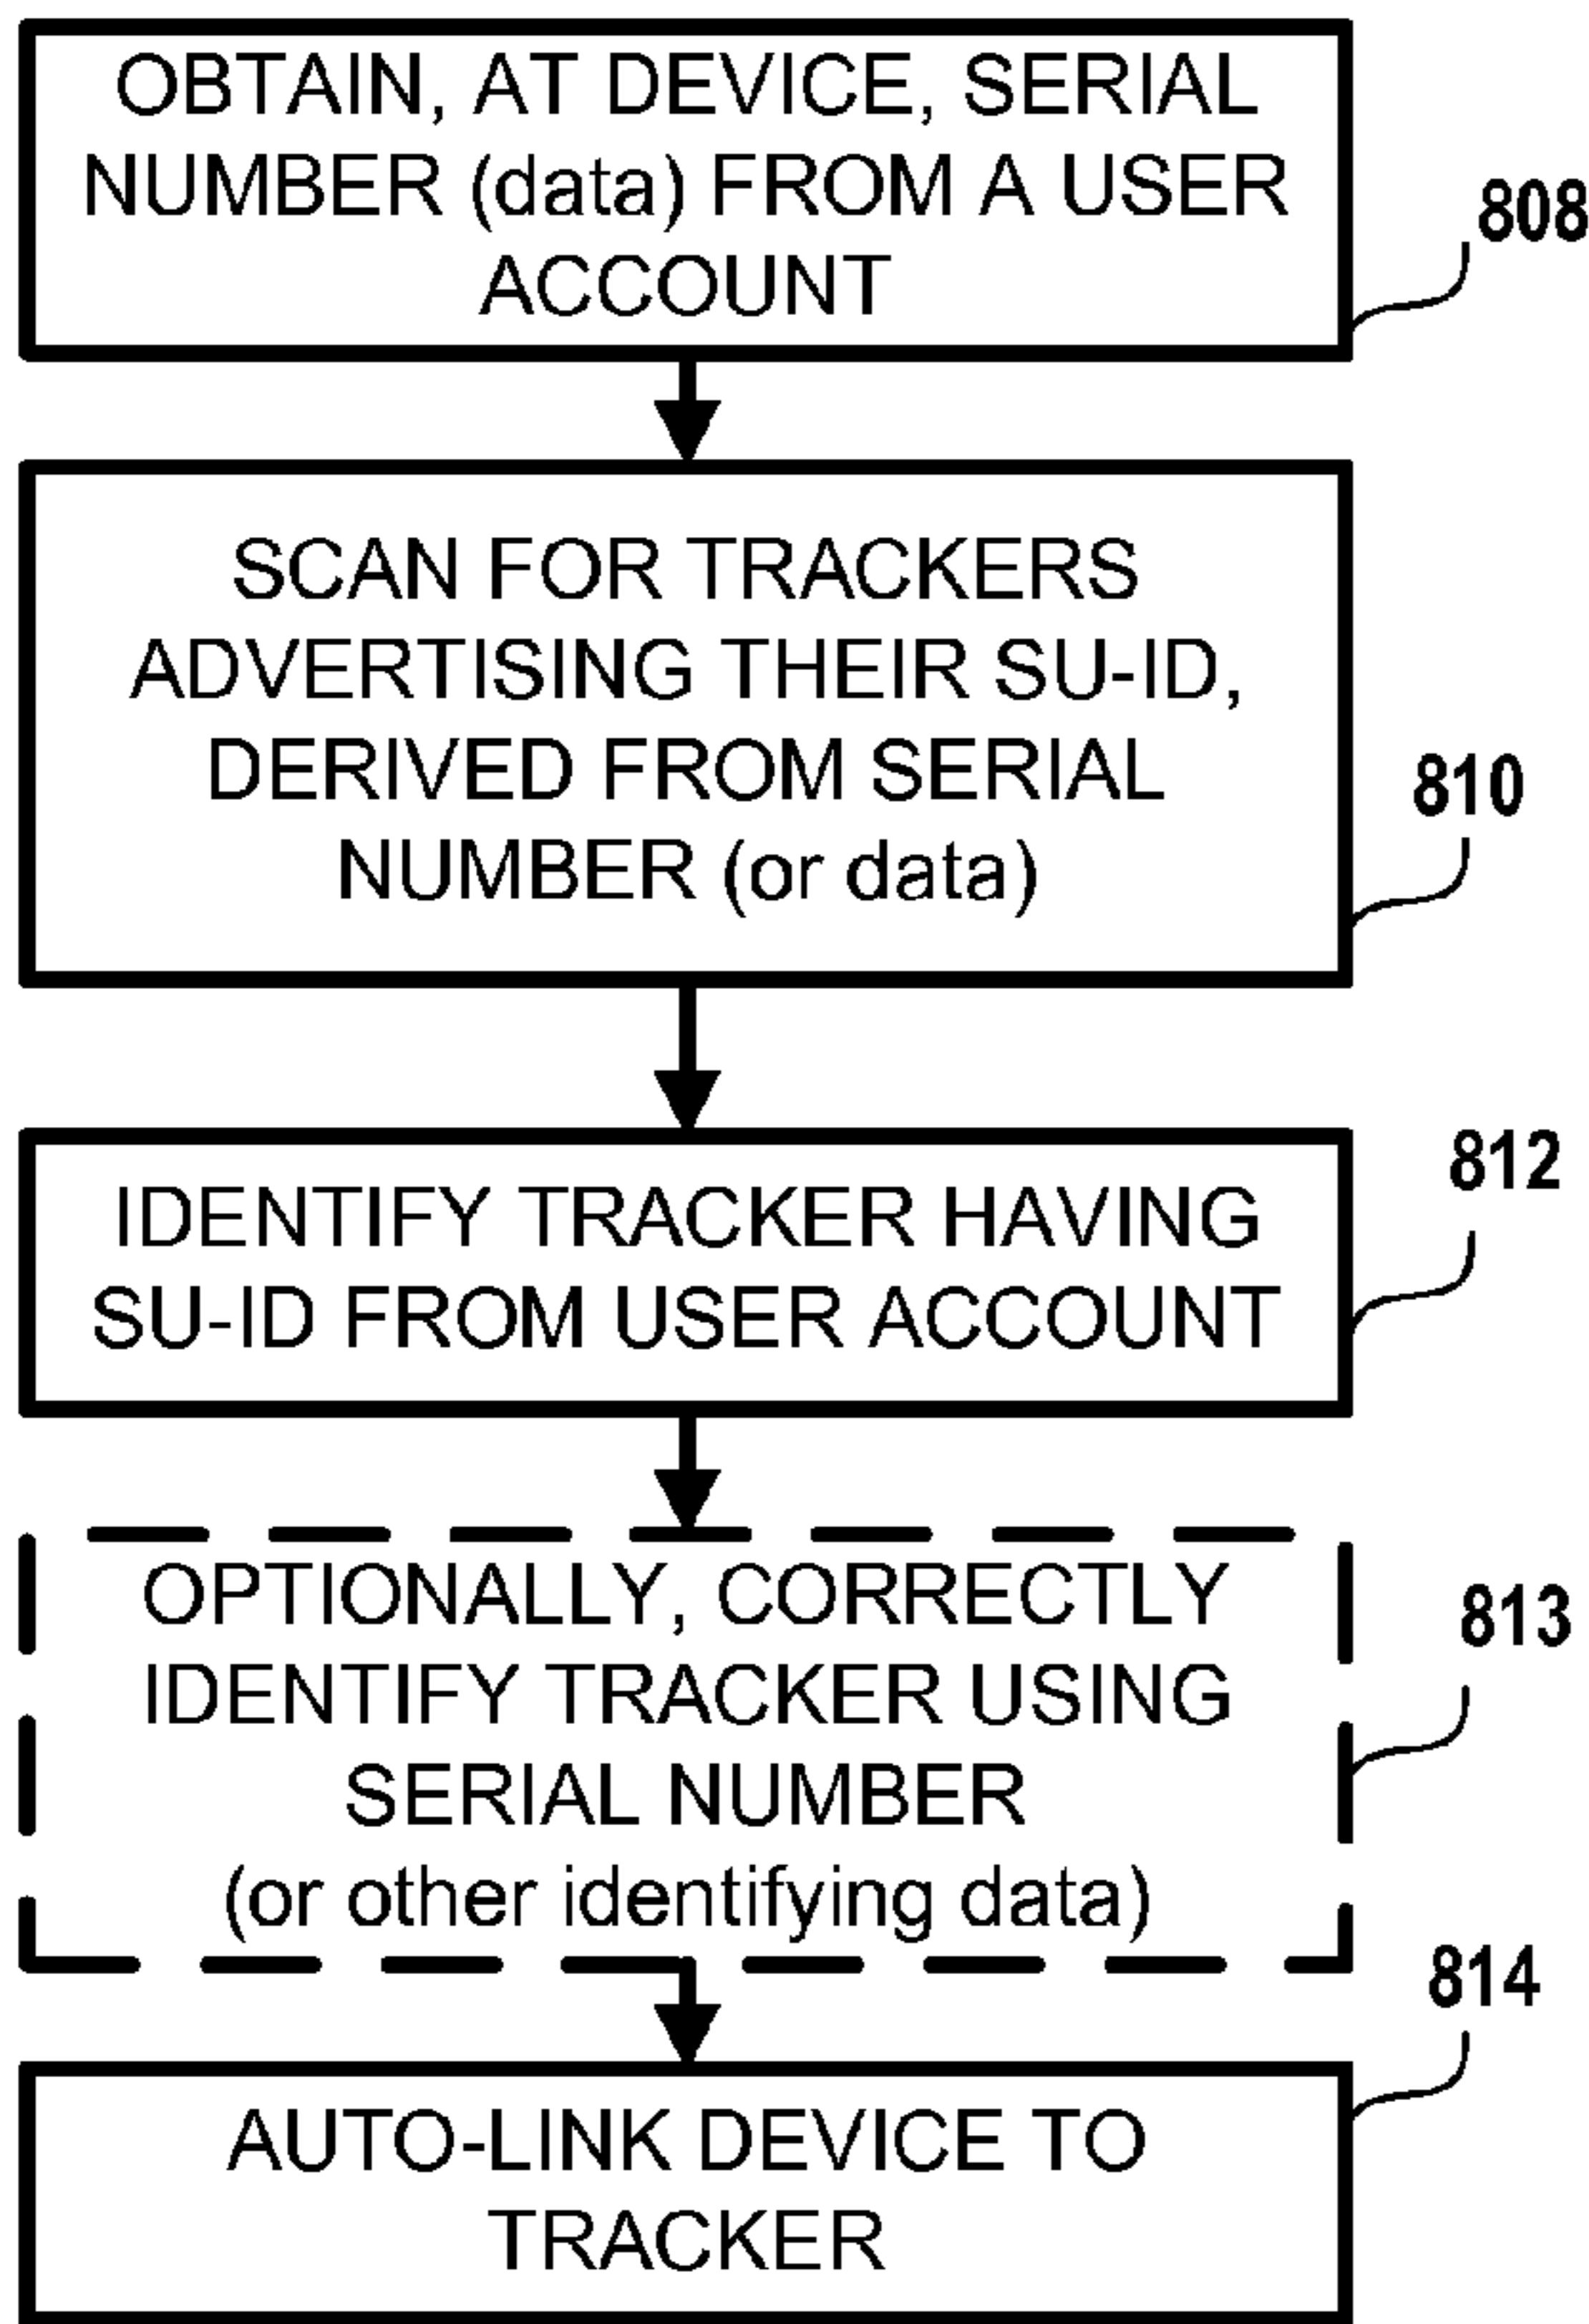 OBTAIN, AT DEVICE, SERIAL
NUMBER (data) FROM A USER
ACCOUNT
808
SCAN FOR TRACKERS
ADVERTISING THEIR SU-ID,
DERIVED FROM SERIAL
NUMBER (or data)
810
IDENTIFY TRACKER HAVING
SU-ID FROM USER ACCOUNT
812
OPTIONALLY, CORRECTLY
IDENTIFY TRACKER USING
SERIAL NUMBER
(or other identifying data)
813
AUTO-LINK DEVICE TO
TRACKER
814